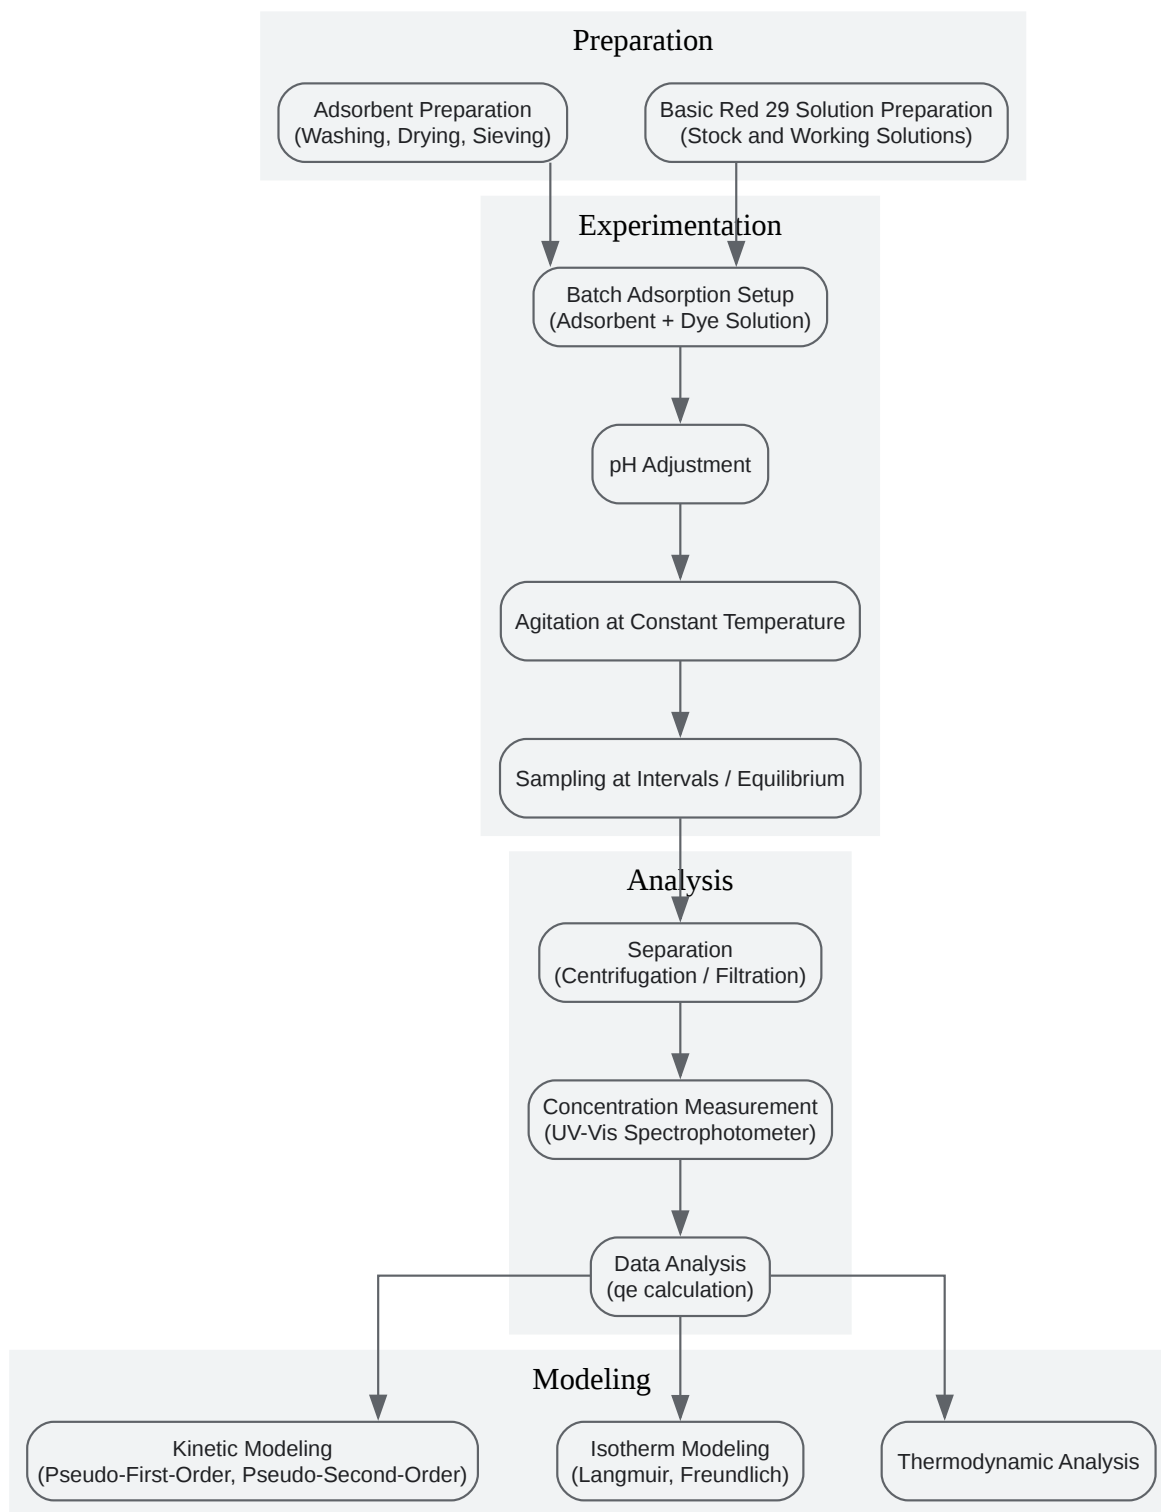 Preparation
Adsorbent Preparation
(Washing, Drying, Sieving)
Basic Red 29 Solution Preparation
(Stock and Working Solutions)
Experimentation
Batch Adsorption Setup
(Adsorbent + Dye Solution)
pH Adjustment
Agitation at Constant Temperature
Sampling at Intervals / Equilibrium
Analysis
Separation
(Centrifugation / Filtration)
Concentration Measurement
(UV-Vis Spectrophotometer)
Data Analysis
(qe calculation)
Modeling
Kinetic Modeling
(Pseudo-First-Order, Pseudo-Second-Order)
Isotherm Modeling
(Langmuir, Freundlich)
Thermodynamic Analysis